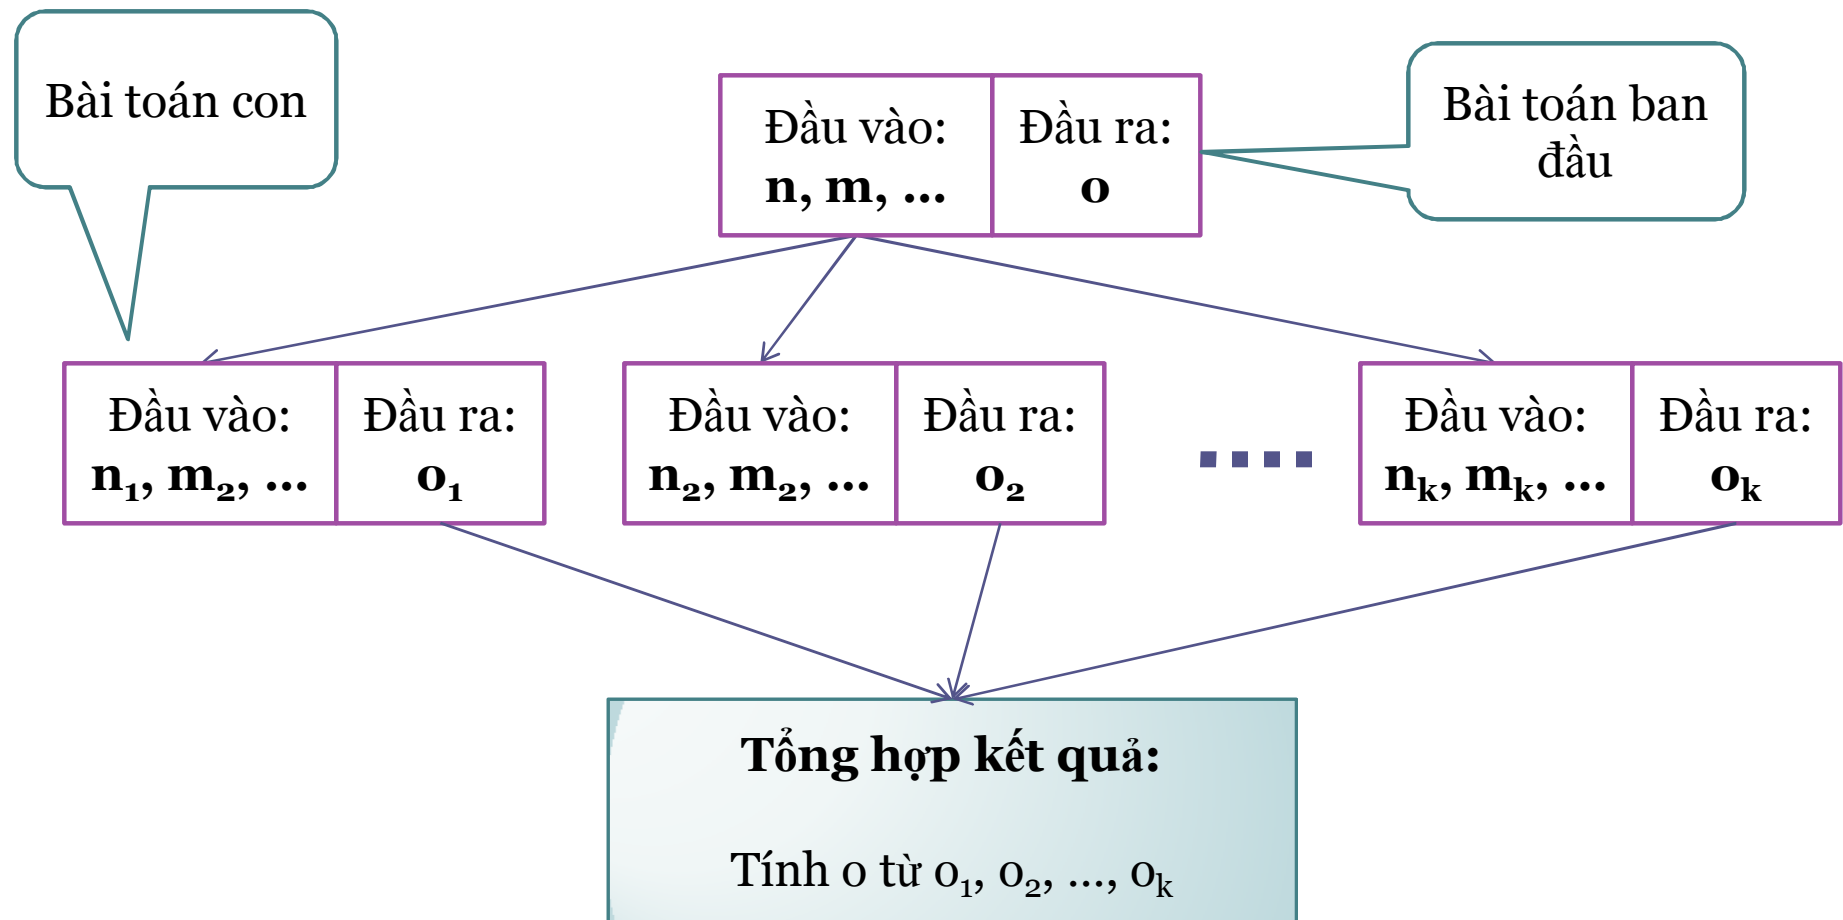 Bài toán con
Đầu vào:
n, m, ...
Đầu ra:
o
Bài toán ban
đầu
Đầu vào:
n₁, m₂, ...
Đầu ra:
o₁
Đầu vào:
n₂, m₂, ...
Đầu ra:
o₂
Đầu vào:
nₖ, mₖ, ...
Đầu ra:
oₖ
Tổng hợp kết quả:
Tính o từ o₁, o₂, ..., oₖ